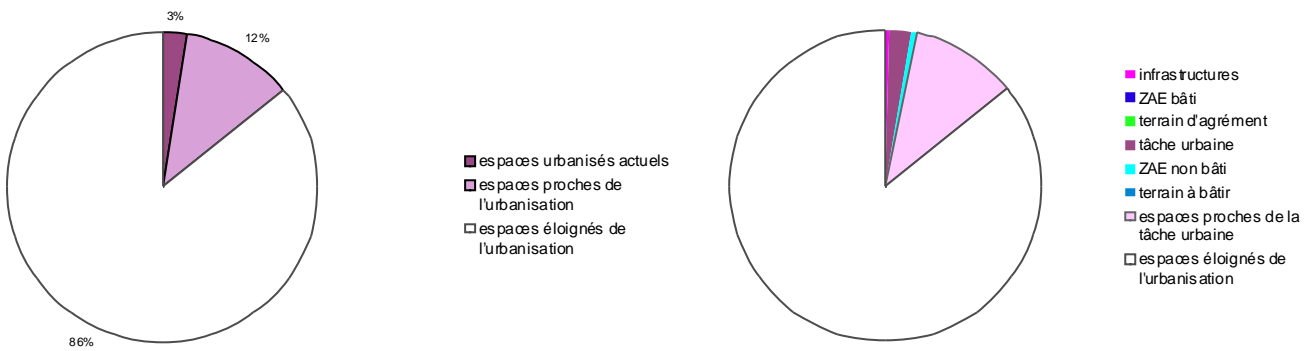 3%
12%
86%
espaces urbanisés actuels
espaces proches de
l'urbanisation
espaces éloignés de
l'urbanisation
infrastructures
ZAE bâti
terrain d'agrément
tâche urbaine
ZAE non bâti
terrain à bâtir
espaces proches de la
tâche urbaine
espaces éloignés de
l'urbanisation